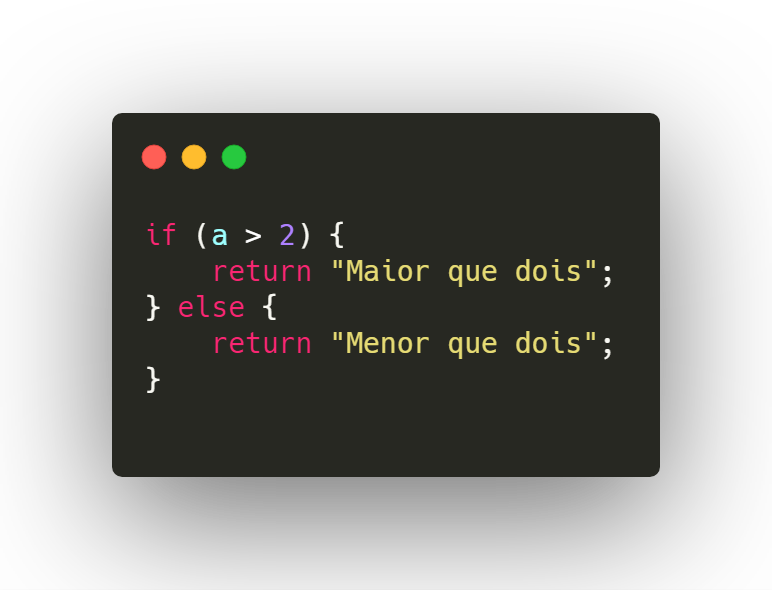 if (a > 2) {
    return "Maior que dois";
} else {
    return "Menor que dois";
}